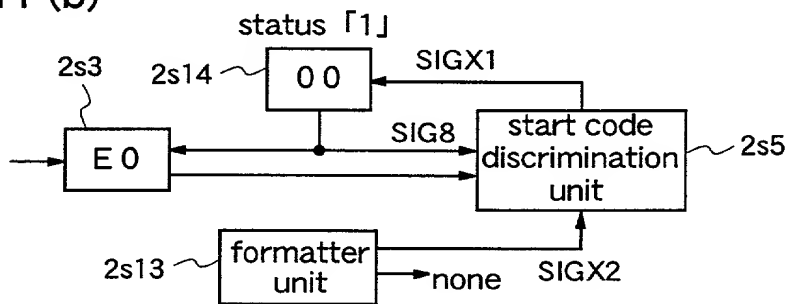 (b)
status「1」
2s3
2s14
0 0
SIGX1
E 0
SIG8
start code
discrimination
unit
2s5
2s13
formatter
unit
none
SIGX2